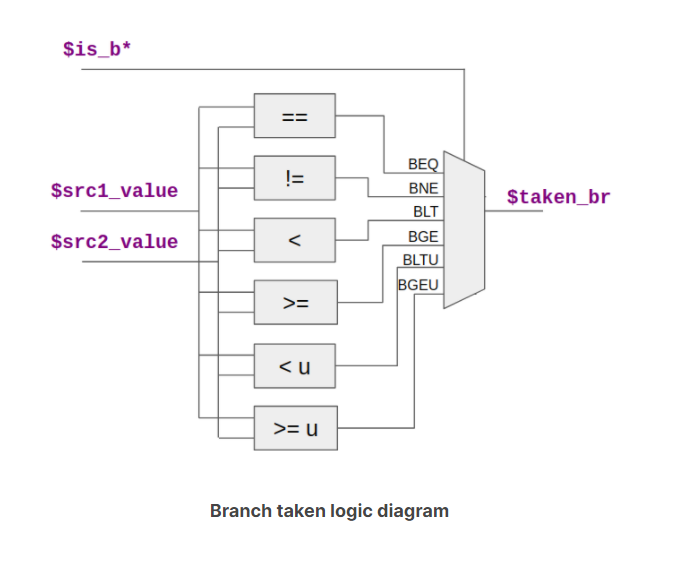 $is_b*
==
!=
<
>=
< u
>= u
$src1_value
$src2_value
BEQ
BNE
BLT
BGE
BLTU
BGEU
$taken_br
Branch taken logic diagram